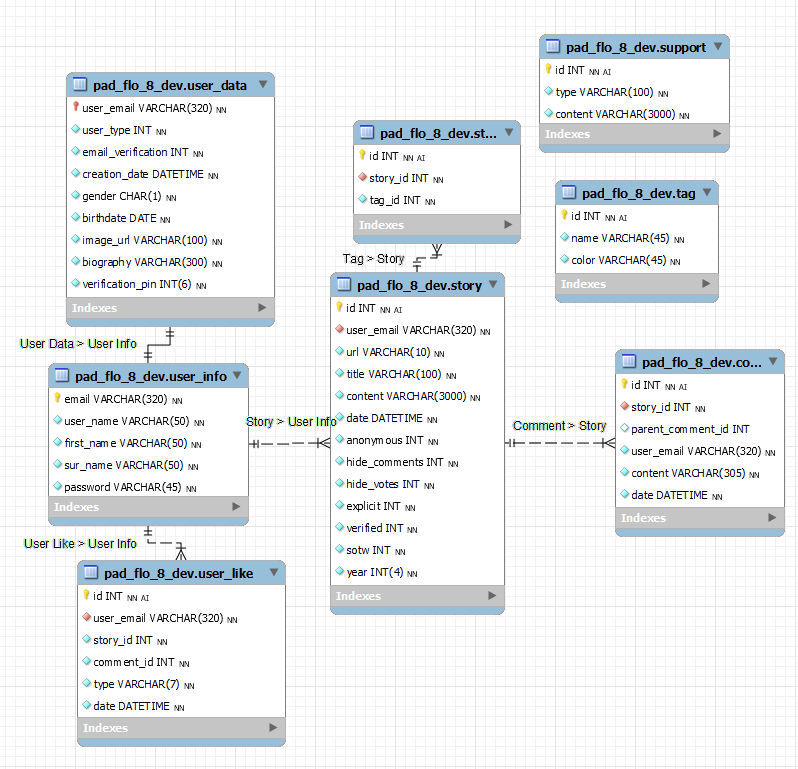 pad_flo_8_dev.user_data
user_email VARCHAR(320) NN
user_type INT NN
email_verification INT NN
creation_date DATETIME NN
gender CHAR(1) NN
birthdate DATE NN
image_url VARCHAR(100) NN
biography VARCHAR(300) NN
verification_pin INT(6) NN
Indexes
User Data > User Info
pad_flo_8_dev.user_info
email VARCHAR(320) NN
user_name VARCHAR(50) NN
first_name VARCHAR(50) NN
sur_name VARCHAR(50) NN
password VARCHAR(45) NN
Indexes
User Like > User Info
pad_flo_8_dev.user_like
id INT NN AI
user_email VARCHAR(320) NN
story_id INT NN
comment_id INT NN
type VARCHAR(7) NN
date DATETIME NN
Indexes
pad_flo_8_dev.st...
id INT NN AI
story_id INT NN
tag_id INT NN
Indexes
Tag > Story
pad_flo_8_dev.story
id INT NN AI
user_email VARCHAR(320) NN
url VARCHAR(10) NN
title VARCHAR(100) NN
content VARCHAR(3000) NN
date DATETIME NN
anonymous INT NN
hide_comments INT NN
hide_votes INT NN
explicit INT NN
verified INT NN
sotw INT NN
year INT(4) NN
Indexes
Story > User Info
Comment > Story
pad_flo_8_dev.support
id INT NN AI
type VARCHAR(100) NN
content VARCHAR(3000) NN
Indexes
pad_flo_8_dev.tag
id INT NN AI
name VARCHAR(45) NN
color VARCHAR(45) NN
Indexes
pad_flo_8_dev.co...
id INT NN AI
story_id INT NN
parent_comment_id INT
user_email VARCHAR(320) NN
content VARCHAR(305) NN
date DATETIME NN
Indexes